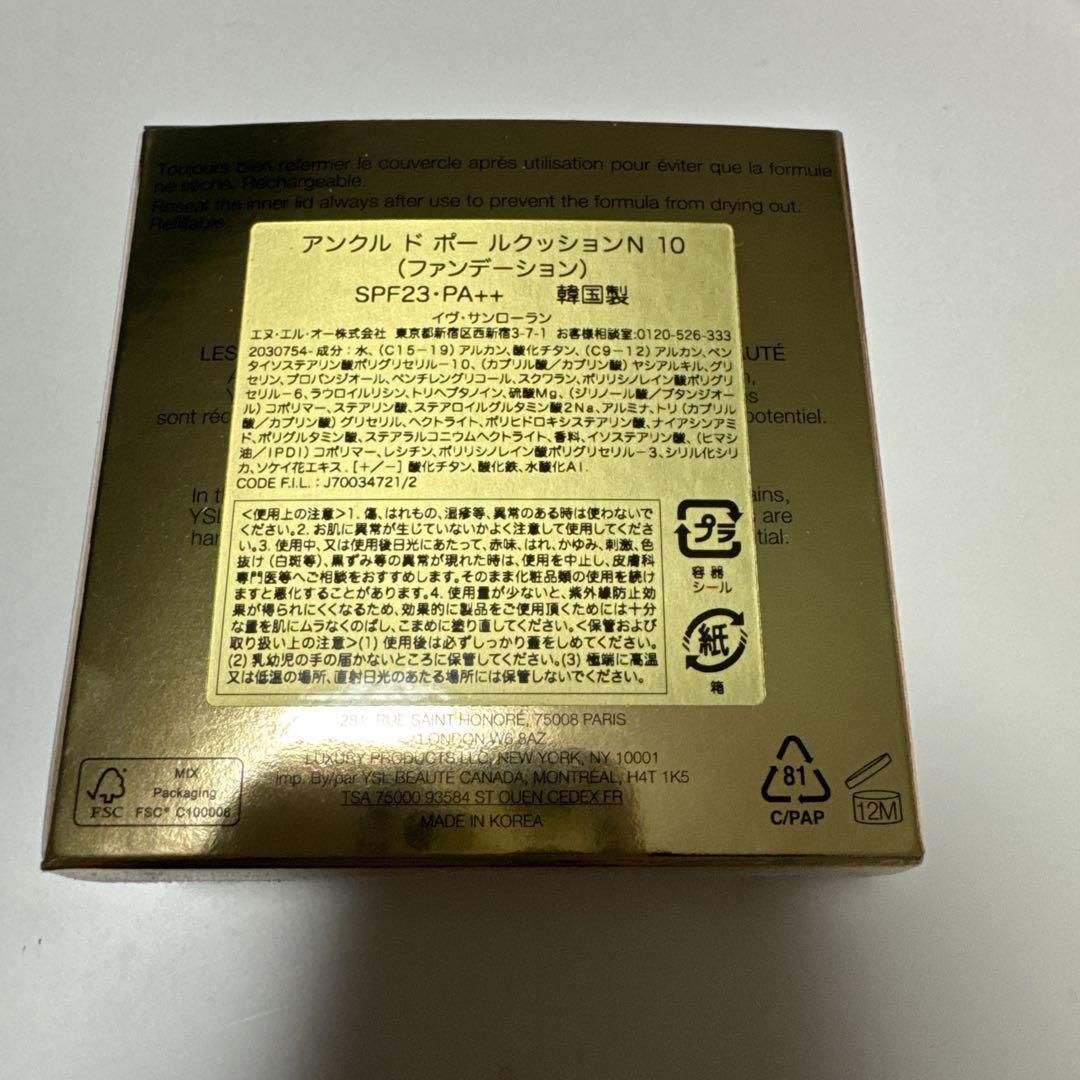 Toujours bien refermer le couvercle après utilisation pour éviter que la formule
ne sèche. Rechargeable.
Reseal the inner lid always after use to prevent the formula from drying out.
Refillable.
アンクル ド ポー ルクッションN 10
(ファンデーション)
SPF23・PA++ 韓国製
イヴ・サンローラン
エヌ・エル・オー株式会社 東京都新宿区西新宿3-7-1 お客様相談室:0120-526-333
2030754- 成分：水、(C15-19) アルカン、酸化チタン、(C9-12) アルカン、ペン
タイソステアリン酸ポリグリセリル-10、(カプリル酸／カプリン酸) ヤシアルキル、グリ
セリン、プロパンジオール、ペンチレングリコール、スクワラン、ポリリシノレイン酸ポリグリ
セリル-6、ラウロイルリシン、トリヘプタノイン、硫酸Mg、(ジリノール酸／ブタンジオー
ル) コポリマー、ステアリン酸、ステアロイルグルタミン酸2Na、アルミナ、トリ (カプリル
酸／カプリン酸) グリセリル、ヘクトライト、ポリヒドロキシステアリン酸、ナイアシンアミ
ド、ポリグルタミン酸、ステアラルコニウムヘクトライト、香料、イソステアリン酸、(ヒマシ
油／IPDI) コポリマー、レシチン、ポリリシノレイン酸ポリグリセリル-3、シリル化シリ
カ、ソケイ花エキス. [+/-] 酸化チタン、酸化鉄、水酸化Al.
CODE F.I.L. : J70034721/2
LES
AUTÉ
sont réc
potentiel.
In th
ains,
YSL
s are
har
ntial.
<使用上の注意>1. 傷、はれもの、湿疹等、異常のある時は使わないで
ください。2. お肌に異常が生じていないかよく注意して使用してくださ
い。3. 使用中、又は使用後日光にあたって、赤味、はれ、かゆみ、刺激、色
抜け (白斑等)、黒ずみ等の異常が現れた時は、使用を中止し、皮膚科
専門医等へご相談をおすすめします。そのまま化粧品類の使用を続け
ますと悪化することがあります。4. 使用量が少ないと、紫外線防止効
果が得られにくくなるため、効果的に製品をご使用頂くためには十分
な量を肌にムラなくのばし、こまめに塗り直してください。<保管および
取り扱い上の注意>(1) 使用後は必ずしっかり蓋をしめてください。
(2) 乳幼児の手の届かないところに保管してください。(3) 極端に高温
又は低温の場所、直射日光のあたる場所には保管しないでください。
プラ
容器
シール
紙
箱
RUE SAINT HONORÉ, 75008 PARIS
LONDON W6 8AZ
LUXURY PRODUCTS LLC, NEW YORK, NY 10001
Imp. By/par YSL BEAUTÉ CANADA, MONTRÉAL, H4T 1K5
TSA 75000 93584 ST OUEN CEDEX FR
MADE IN KOREA
FSC
MIX
Packaging
FSC® C100006
81
C/PAP
12M